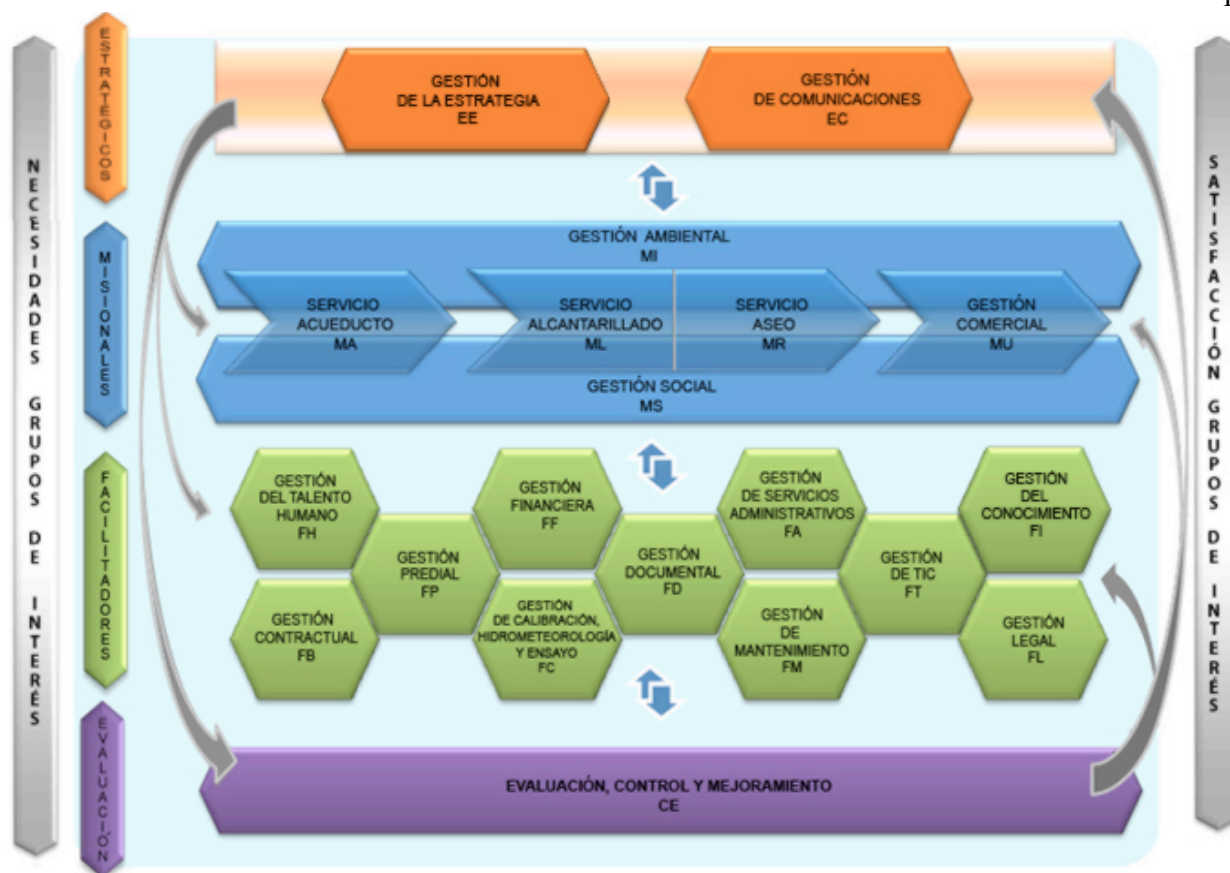 NECESIDADES GRUPOS DE INTERÉS
ESTRATÉGICOS
GESTIÓN
DE LA ESTRATEGIA
EE
GESTIÓN
DE COMUNICACIONES
EC
MISIONALES
GESTIÓN AMBIENTAL
MI
SERVICIO
ACUEDUCTO
MA
SERVICIO
ALCANTARILLADO
ML
SERVICIO
ASEO
MR
GESTIÓN
COMERCIAL
MU
GESTIÓN SOCIAL
MS
FACILITADORES
GESTIÓN
DEL TALENTO
HUMANO
FH
GESTIÓN
PREDIAL
FP
GESTIÓN
FINANCIERA
FF
GESTIÓN
DOCUMENTAL
FD
GESTIÓN
DE SERVICIOS
ADMINISTRATIVOS
FA
GESTIÓN
DE TIC
FT
GESTIÓN
DEL
CONOCIMIENTO
FI
GESTIÓN
CONTRACTUAL
FB
GESTIÓN
DE CALIBRACIÓN,
HIDROMETEOROLOGÍA
Y ENSAYO
FC
GESTIÓN
DE
MANTENIMIENTO
FM
GESTIÓN
LEGAL
FL
EVALUACIÓN
EVALUACIÓN, CONTROL Y MEJORAMIENTO
CE
SATISFACCIÓN GRUPOS DE INTERÉS